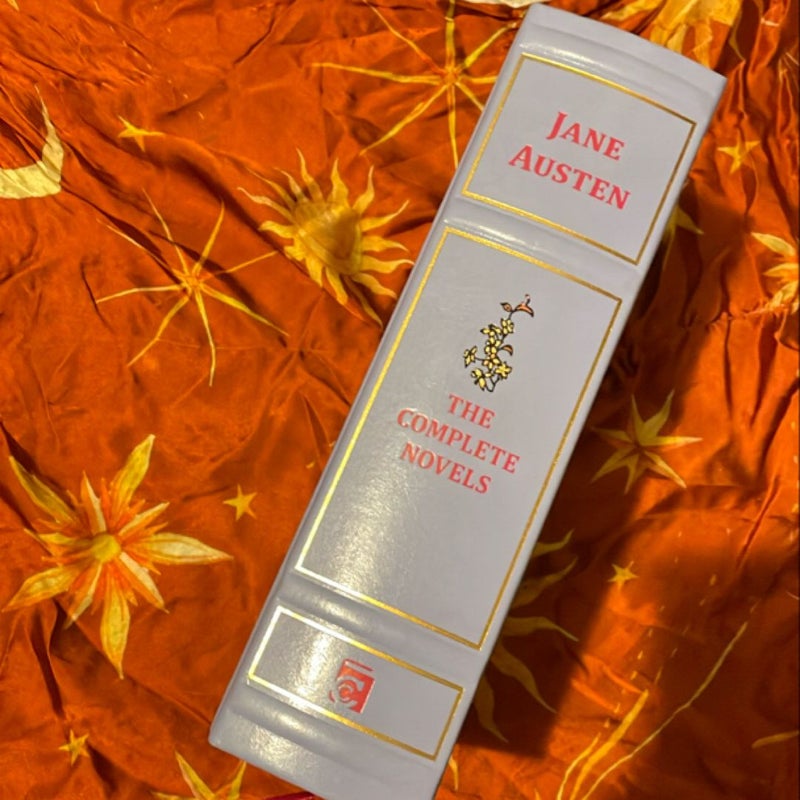 JANE
AUSTEN
THE
COMPLETE
NOVELS